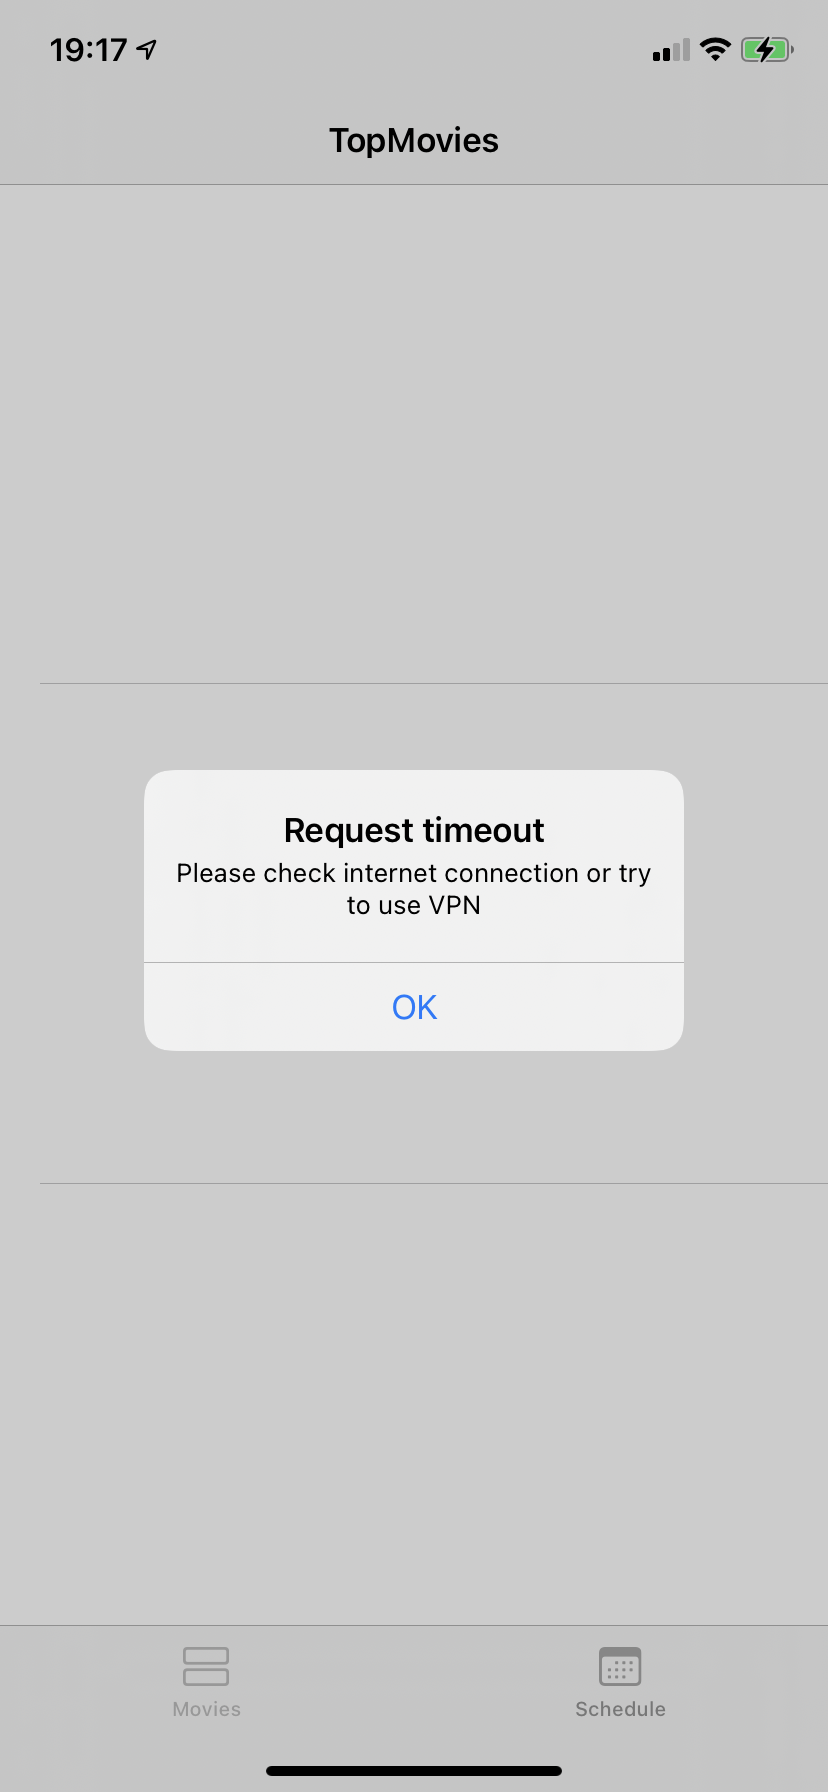 19:17
TopMovies
Request timeout
Please check internet connection or try
to use VPN
OK
Movies
Schedule